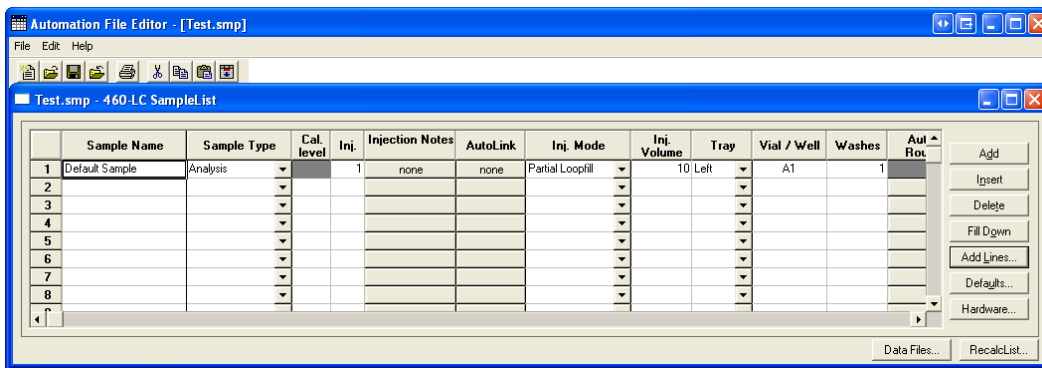 Automation File Editor - [Test.smp]
File Edit Help
Test.smp - 460-LC SampleList
Sample Name Sample Type Cal. level Inj. Injection Notes AutoLink Inj. Mode Inj. Volume Tray Vial / Well Washes Aut Rou
1 Default Sample Analysis 1 none none Partial Loopfill 10 Left A1 1
2
3
4
5
6
7
8
Add
Insert
Delete
Fill Down
Add Lines...
Defaults...
Hardware...
Data Files... RecalcList...